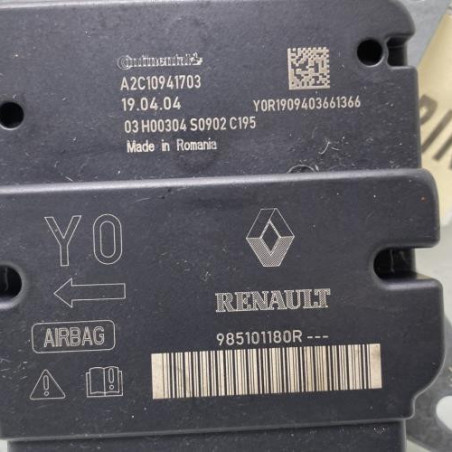 Continental
A2C10941703
19.04.04 Y0R1909403661366
03 H00304 S0902 C195
Made in Romania
Y0
RENAULT
AIRBAG
985101180R ---